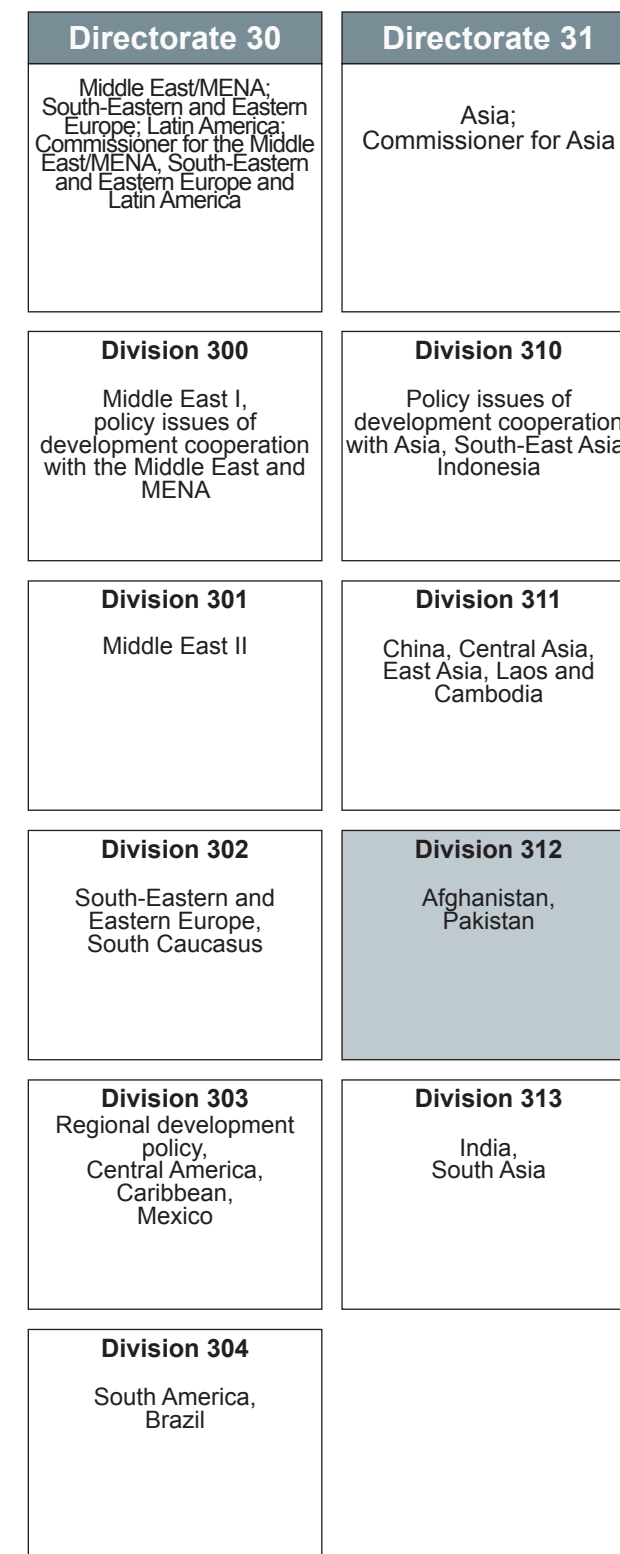 Directorate 30
Middle East/MENA;
South-Eastern and Eastern
Europe; Latin America;
Commissioner for the Middle
East/MENA, South-Eastern
and Eastern Europe and
Latin America
Division 300
Middle East I,
policy issues of
development cooperation
with the Middle East and
MENA
Division 301
Middle East II
Division 302
South-Eastern and
Eastern Europe,
South Caucasus
Division 303
Regional development
policy,
Central America,
Caribbean,
Mexico
Division 304
South America,
Brazil
Directorate 31
Asia;
Commissioner for Asia
Division 310
Policy issues of
development cooperation
with Asia, South-East Asia
Indonesia
Division 311
China, Central Asia,
East Asia, Laos and
Cambodia
Division 312
Afghanistan,
Pakistan
Division 313
India,
South Asia